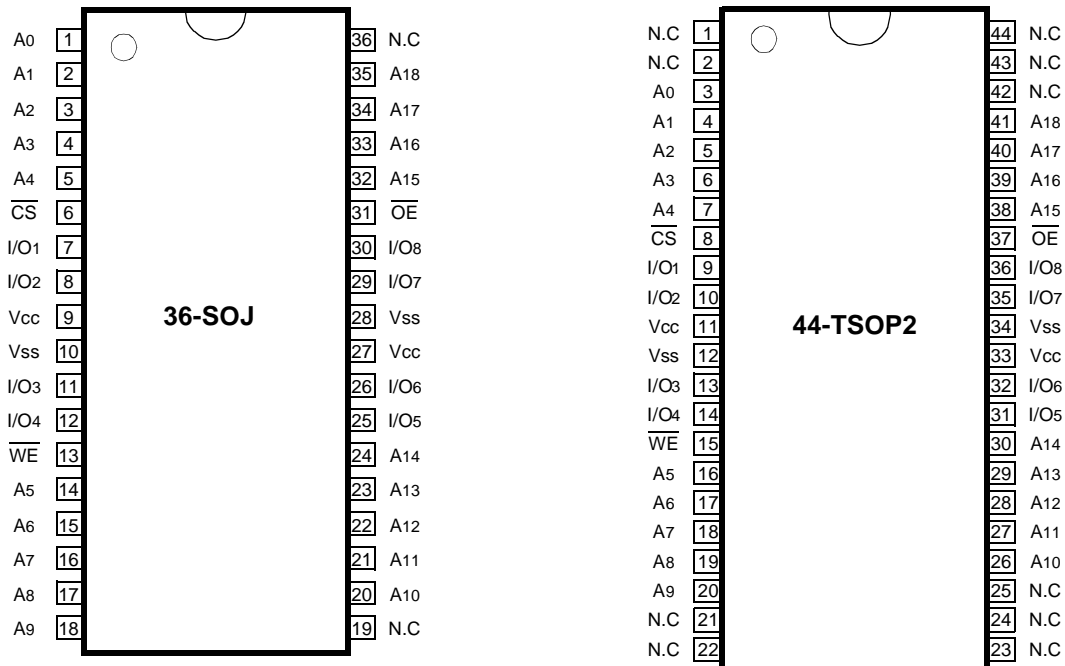 A0 1 36 N.C
A1 2 35 A18
A2 3 34 A17
A3 4 33 A16
A4 5 32 A15
CS 6 31 OE
I/O1 7 30 I/O8
I/O2 8 29 I/O7
Vcc 9 36-SOJ 28 Vss
Vss 10 27 Vcc
I/O3 11 26 I/O6
I/O4 12 25 I/O5
WE 13 24 A14
A5 14 23 A13
A6 15 22 A12
A7 16 21 A11
A8 17 20 A10
A9 18 19 N.C
N.C 1 44 N.C
N.C 2 43 N.C
A0 3 42 N.C
A1 4 41 A18
A2 5 40 A17
A3 6 39 A16
A4 7 38 A15
CS 8 37 OE
I/O1 9 36 I/O8
I/O2 10 35 I/O7
Vcc 11 44-TSOP2 34 Vss
Vss 12 33 Vcc
I/O3 13 32 I/O6
I/O4 14 31 I/O5
WE 15 30 A14
A5 16 29 A13
A6 17 28 A12
A7 18 27 A11
A8 19 26 A10
A9 20 25 N.C
N.C 21 24 N.C
N.C 22 23 N.C